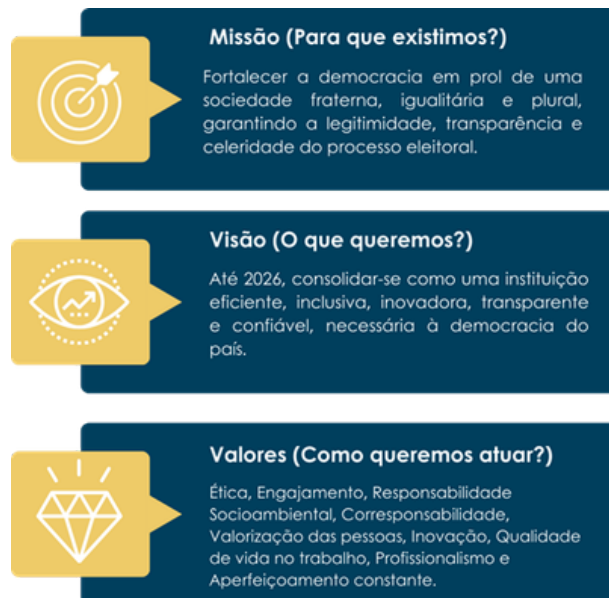 Missão (Para que existimos?)
Fortalecer a democracia em prol de uma
sociedade fraterna, igualitária e plural,
garantindo a legitimidade, transparência e
celeridade do processo eleitoral.
Visão (O que queremos?)
Até 2026, consolidar-se como uma instituição
eficiente, inclusiva, inovadora, transparente
e confiável, necessária à democracia do
país.
Valores (Como queremos atuar?)
Ética, Engajamento, Responsabilidade
Socioambiental, Corresponsabilidade,
Valorização das pessoas, Inovação, Qualidade
de vida no trabalho, Profissionalismo e
Aperfeiçoamento constante.